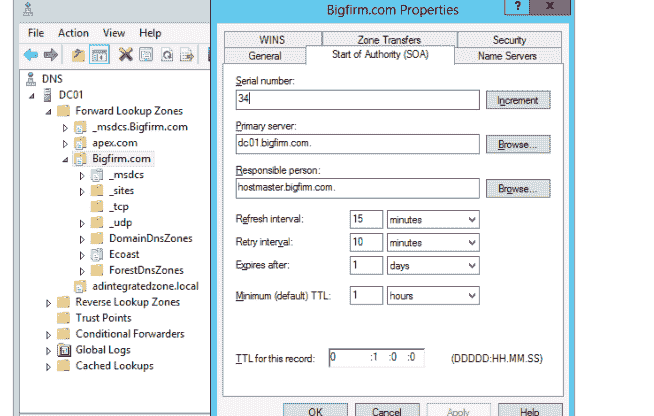 File Action View Help
DNS
DC01
Forward Lookup Zones
_msdcs.Bigfirm.com
apex.com
Bigfirm.com
_msdcs
_sites
_tcp
_udp
DomainDnsZones
Ecoast
ForestDnsZones
adintegratedzone.local
Reverse Lookup Zones
Trust Points
Conditional Forwarders
Global Logs
Cached Lookups
Bigfirm.com Properties ? x
WINS Zone Transfers Security
General Start of Authority (SOA) Name Servers
Serial number:
34 Increment
Primary server:
dc01.bigfirm.com. Browse...
Responsible person:
hostmaster.bigfirm.com. Browse...
Refresh interval: 15 minutes
Retry interval: 10 minutes
Expires after: 1 days
Minimum (default) TTL: 1 hours
TTL for this record: 0 :1 :0 :0 (DDDDD:HH.MM.SS)
OK Cancel Apply Help